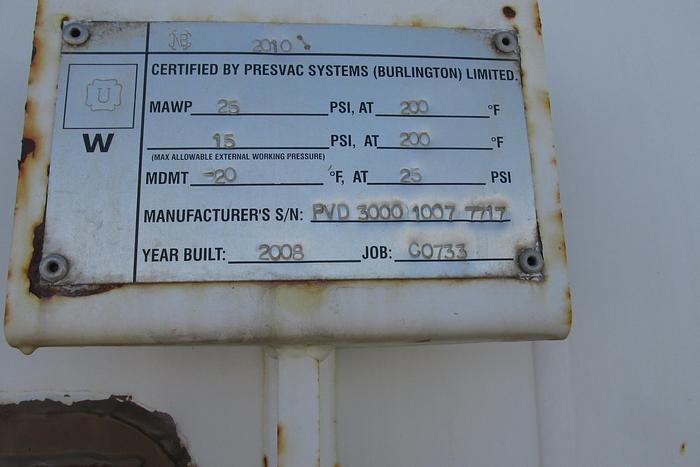 NB 2010
CERTIFIED BY PRESVAC SYSTEMS (BURLINGTON) LIMITED.
U
W
MAWP 25 PSI, AT 200 °F
15 PSI, AT 200 °F
(MAX ALLOWABLE EXTERNAL WORKING PRESSURE)
MDMT -20 °F, AT 25 PSI
MANUFACTURER'S S/N: PVD 3000 1007 7717
YEAR BUILT: 2008 JOB: CO733